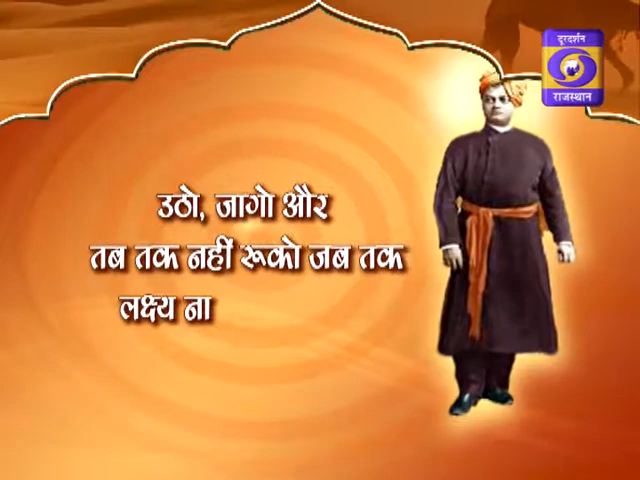 दूरदर्शन
राजस्थान
उठो, जागो और
तब तक नहीं रूको जब तक
लक्ष्य ना